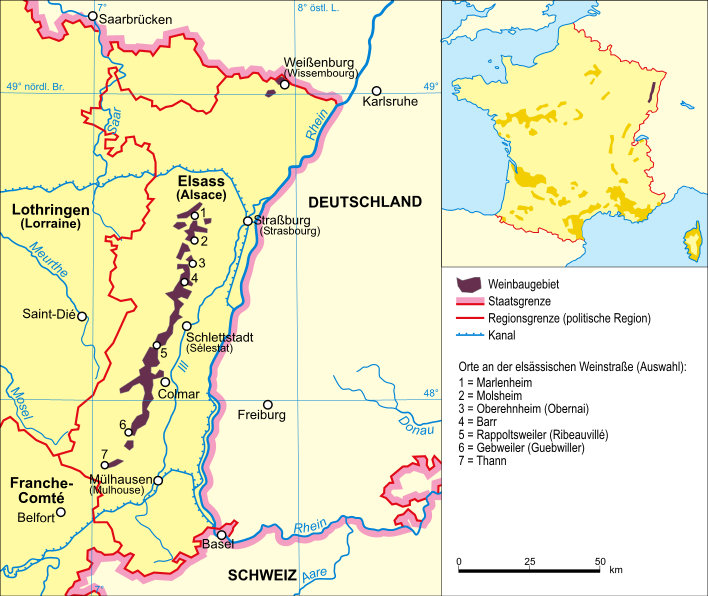 7°
8° östl. L.
Saarbrücken
Weißenburg
(Wissembourg)
49° nördl. Br.
49°
Karlsruhe
Saar
Rhein
Elsass
(Alsace)
DEUTSCHLAND
Lothringen
(Lorraine)
1
Straßburg
(Strasbourg)
2
Meurthe
3
4
Saint-Dié
Schlettstadt
(Sélestat)
5
Ill
Colmar
48°
Mosel
Freiburg
Donau
6
7
Mülhausen
(Mulhouse)
Franche-
Comté
Belfort
Rhein
Basel
SCHWEIZ
Aare
7°
Weinbaugebiet
Staatsgrenze
Regionsgrenze (politische Region)
Kanal
Orte an der elsässischen Weinstraße (Auswahl):
1 = Marlenheim
2 = Molsheim
3 = Oberehnheim (Obernai)
4 = Barr
5 = Rappoltsweiler (Ribeauvillé)
6 = Gebweiler (Guebwiller)
7 = Thann
0 25 50
km